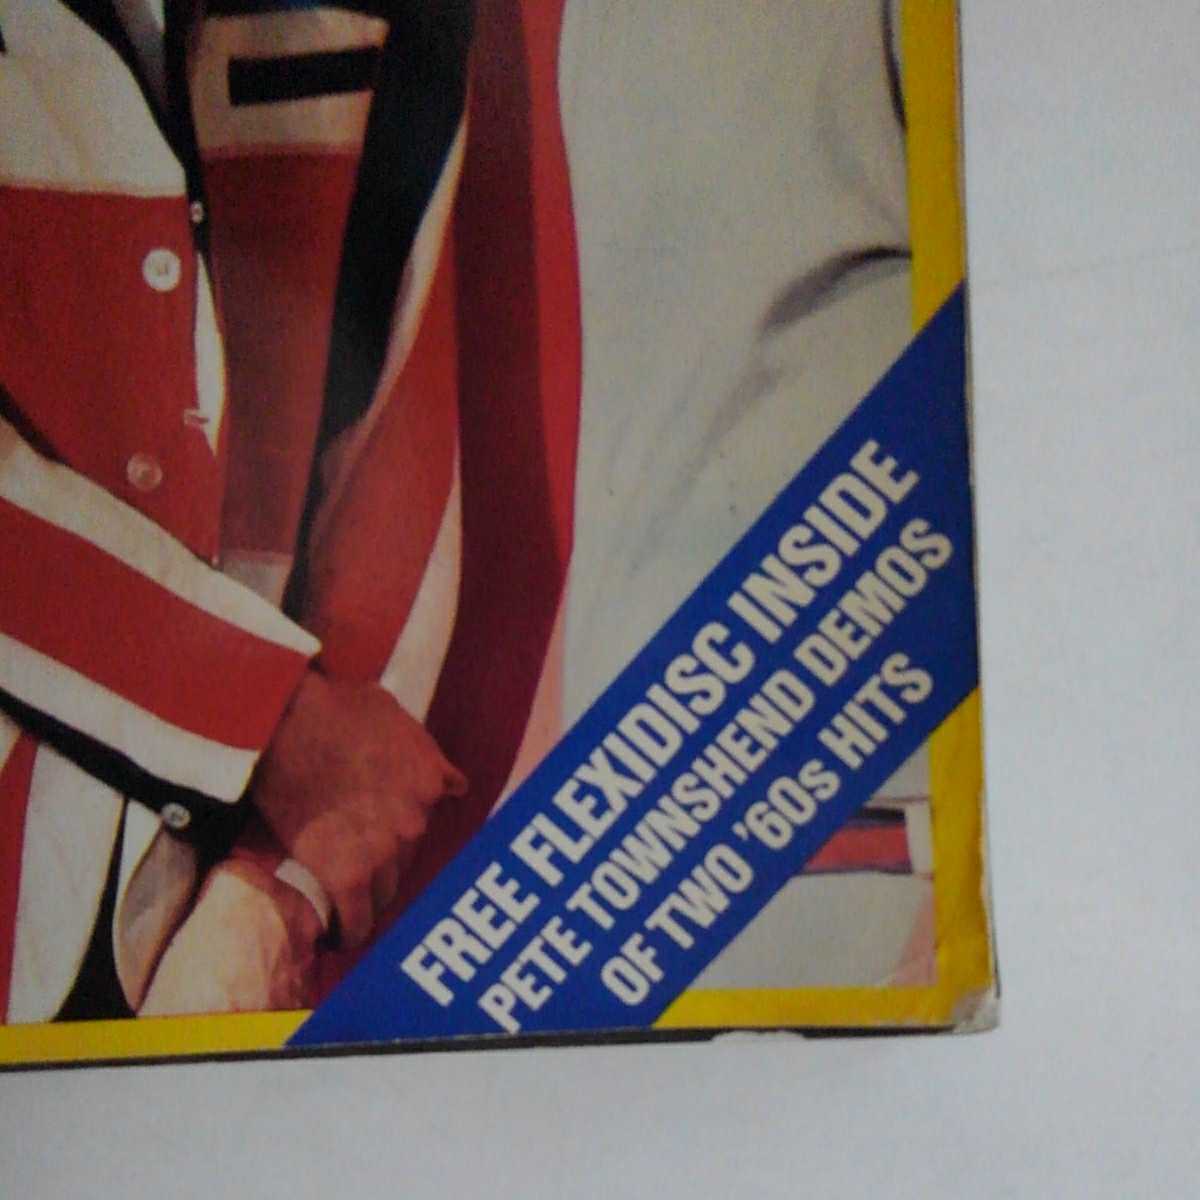 FREE FLEXIDISC INSIDE
PETE TOWNSHEND DEMOS
OF TWO '60s HITS